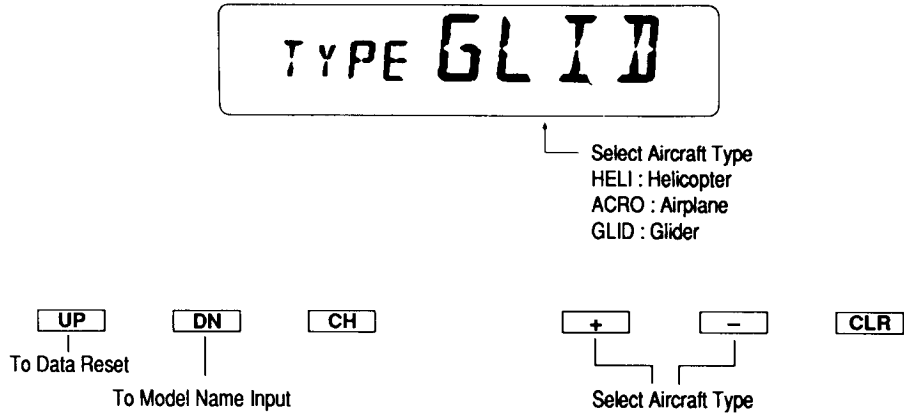 TYPE GLID
Select Aircraft Type
HELI : Helicopter
ACRO : Airplane
GLID : Glider
UP DN CH + – CLR
To Data Reset
To Model Name Input Select Aircraft Type